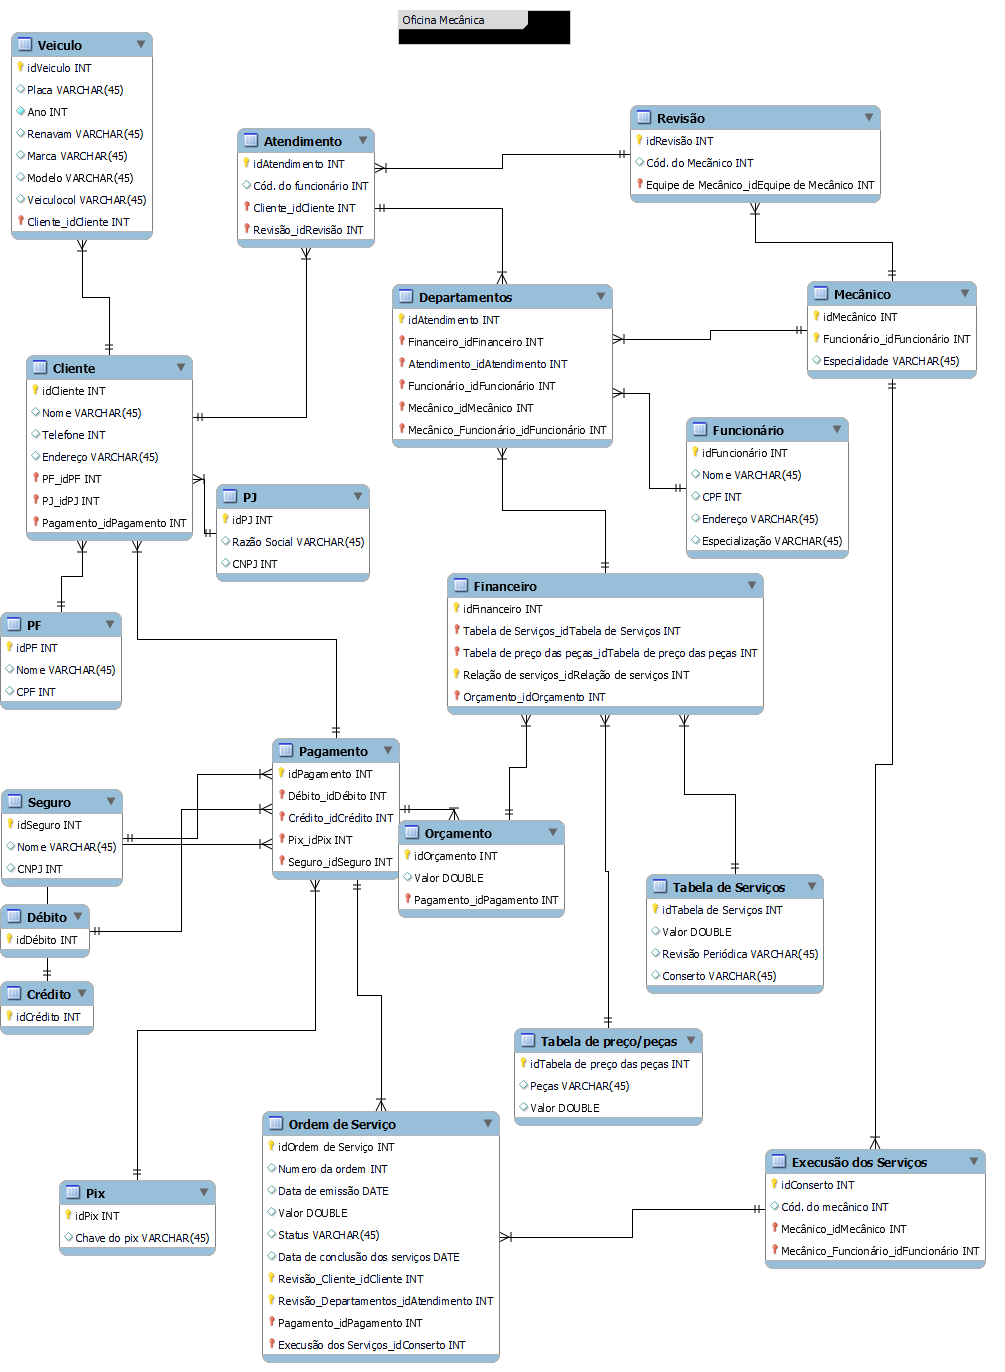 Oficina Mecânica
Veiculo
idVeiculo INT
Placa VARCHAR(45)
Ano INT
Renavam VARCHAR(45)
Marca VARCHAR(45)
Modelo VARCHAR(45)
Veiculocol VARCHAR(45)
Cliente_idCliente INT
Atendimento
idAtendimento INT
Cód. do funcionário INT
Cliente_idCliente INT
Revisão_idRevisão INT
Revisão
idRevisão INT
Cód. do Mecãnico INT
Equipe de Mecânico_idEquipe de Mecânico INT
Departamentos
idAtendimento INT
Financeiro_idFinanceiro INT
Atendimento_idAtendimento INT
Funcionário_idFuncionário INT
Mecânico_idMecânico INT
Mecânico_Funcionário_idFuncionário INT
Mecânico
idMecânico INT
Funcionário_idFuncionário INT
Especialidade VARCHAR(45)
Cliente
idCliente INT
Nome VARCHAR(45)
Telefone INT
Endereço VARCHAR(45)
PF_idPF INT
PJ_idPJ INT
Pagamento_idPagamento INT
Funcionário
idFuncionário INT
Nome VARCHAR(45)
CPF INT
Endereço VARCHAR(45)
Especialização VARCHAR(45)
PJ
idPJ INT
Razão Social VARCHAR(45)
CNPJ INT
PF
idPF INT
Nome VARCHAR(45)
CPF INT
Financeiro
idFinanceiro INT
Tabela de Serviços_idTabela de Serviços INT
Tabela de preço das peças_idTabela de preço das peças INT
Relação de serviços_idRelação de serviços INT
Orçamento_idOrçamento INT
Pagamento
idPagamento INT
Débito_idDébito INT
Crédito_idCrédito INT
Pix_idPix INT
Seguro_idSeguro INT
Seguro
idSeguro INT
Nome VARCHAR(45)
CNPJ INT
Orçamento
idOrçamento INT
Valor DOUBLE
Pagamento_idPagamento INT
Tabela de Serviços
idTabela de Serviços INT
Valor DOUBLE
Revisão Periódica VARCHAR(45)
Conserto VARCHAR(45)
Débito
idDébito INT
Crédito
idCrédito INT
Tabela de preço/peças
idTabela de preço das peças INT
Peças VARCHAR(45)
Valor DOUBLE
Ordem de Serviço
idOrdem de Serviço INT
Numero da ordem INT
Data de emissão DATE
Valor DOUBLE
Status VARCHAR(45)
Data de conclusão dos serviços DATE
Revisão_Cliente_idCliente INT
Revisão_Departamentos_idAtendimento INT
Pagamento_idPagamento INT
Execusão dos Serviços_idConserto INT
Pix
idPix INT
Chave do pix VARCHAR(45)
Execusão dos Serviços
idConserto INT
Cód. do mecânico INT
Mecânico_idMecânico INT
Mecânico_Funcionário_idFuncionário INT